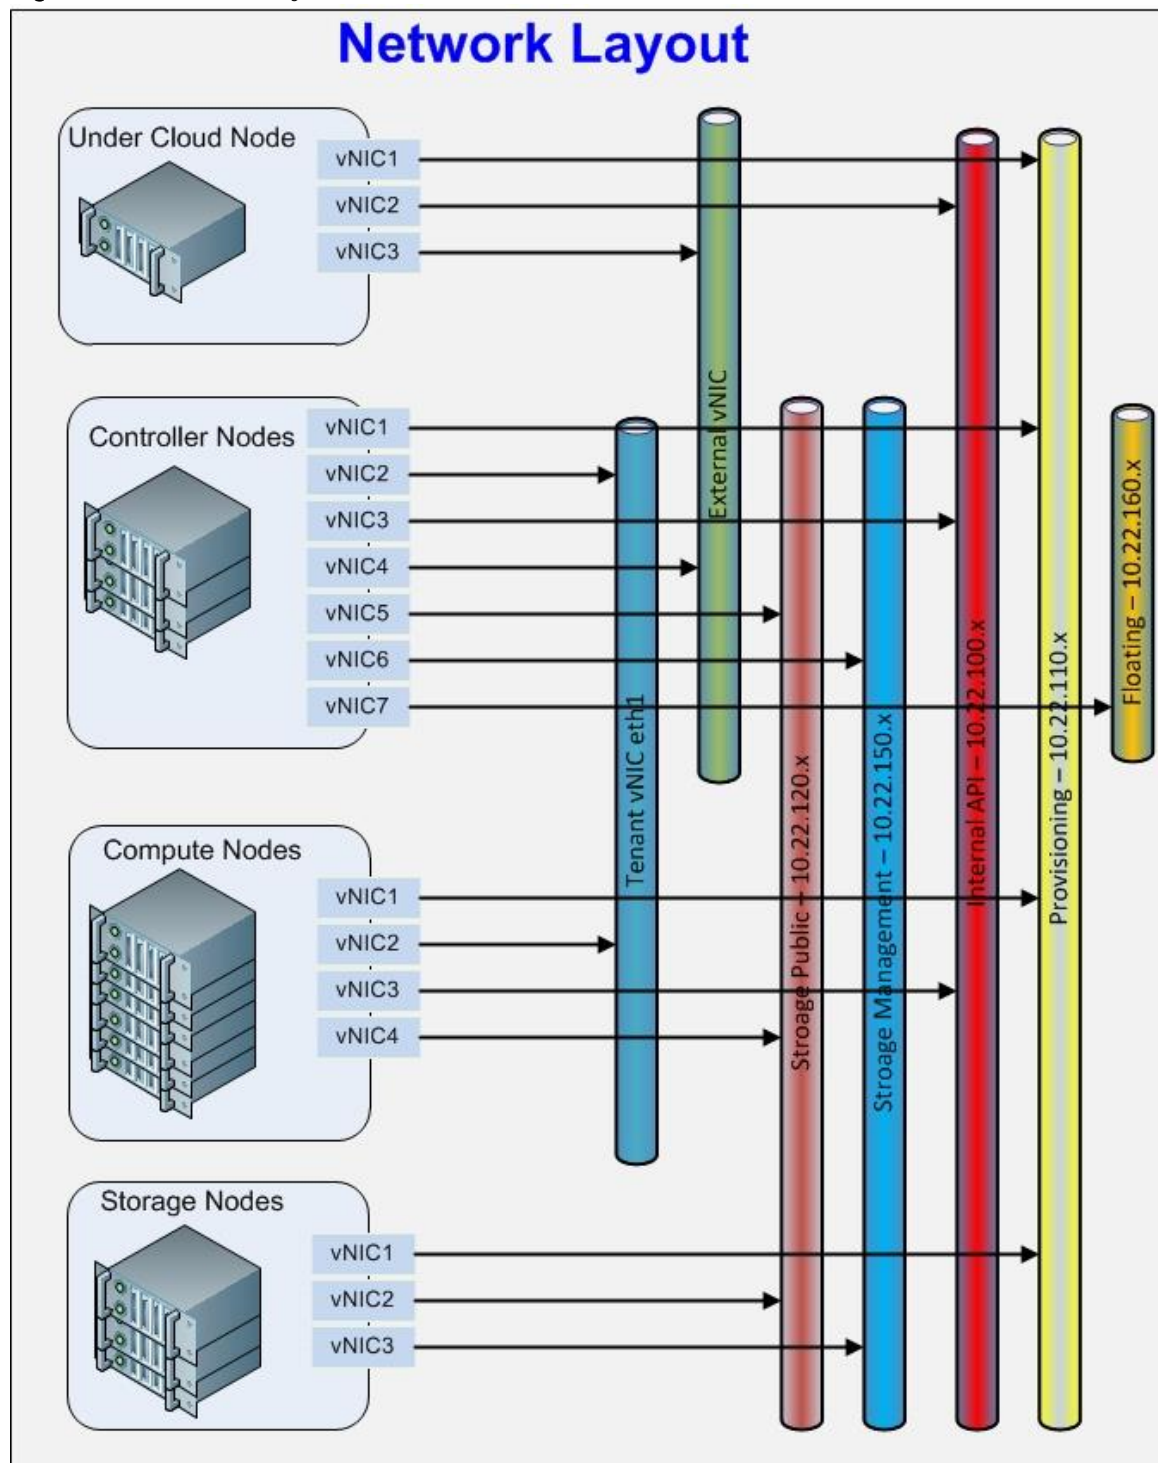 Network Layout
Under Cloud Node
vNIC1
vNIC2
vNIC3
Controller Nodes
vNIC1
vNIC2
vNIC3
vNIC4
vNIC5
vNIC6
vNIC7
Compute Nodes
vNIC1
vNIC2
vNIC3
vNIC4
Storage Nodes
vNIC1
vNIC2
vNIC3
Tenant vNIC eth1
External vNIC
Stroage Public – 10.22.120.x
Stroage Management – 10.22.150.x
Internal API – 10.22.100.x
Provisioning – 10.22.110.x
Floating – 10.22.160.x